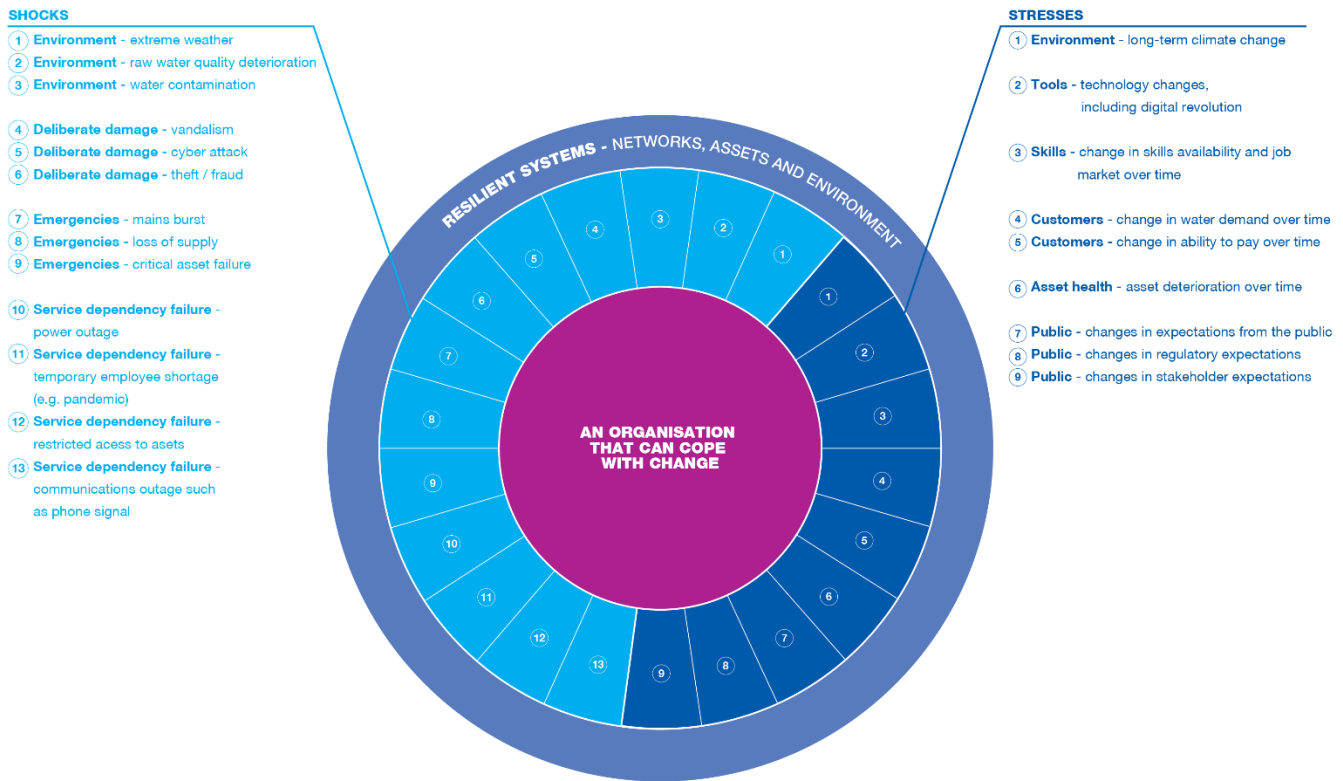 SHOCKS
1 Environment - extreme weather
2 Environment - raw water quality deterioration
3 Environment - water contamination
4 Deliberate damage - vandalism
5 Deliberate damage - cyber attack
6 Deliberate damage - theft / fraud
7 Emergencies - mains burst
8 Emergencies - loss of supply
9 Emergencies - critical asset failure
10 Service dependency failure -
power outage
11 Service dependency failure -
temporary employee shortage
(e.g. pandemic)
12 Service dependency failure -
restricted acess to asets
13 Service dependency failure -
communications outage such
as phone signal
RESILIENT SYSTEMS - NETWORKS, ASSETS AND ENVIRONMENT
1
2
3
4
5
6
7
8
9
10
11
12
13
1
2
3
4
5
6
7
8
9
AN ORGANISATION
THAT CAN COPE
WITH CHANGE
STRESSES
1 Environment - long-term climate change
2 Tools - technology changes,
including digital revolution
3 Skills - change in skills availability and job
market over time
4 Customers - change in water demand over time
5 Customers - change in ability to pay over time
6 Asset health - asset deterioration over time
7 Public - changes in expectations from the public
8 Public - changes in regulatory expectations
9 Public - changes in stakeholder expectations